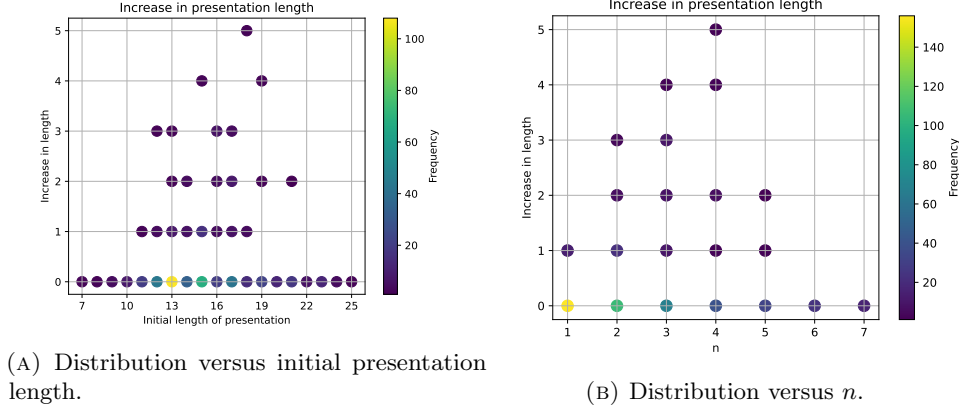 Increase in presentation length
5
4
3
2
1
0
Increase in length
7 10 13 16 19 22 25
Initial length of presentation
100
80
60
40
20
Frequency
(A) Distribution versus initial presentation
length.
Increase in presentation length
5
4
3
2
1
0
Increase in length
1 2 3 4 5 6 7
n
140
120
100
80
60
40
20
Frequency
(B) Distribution versus n.